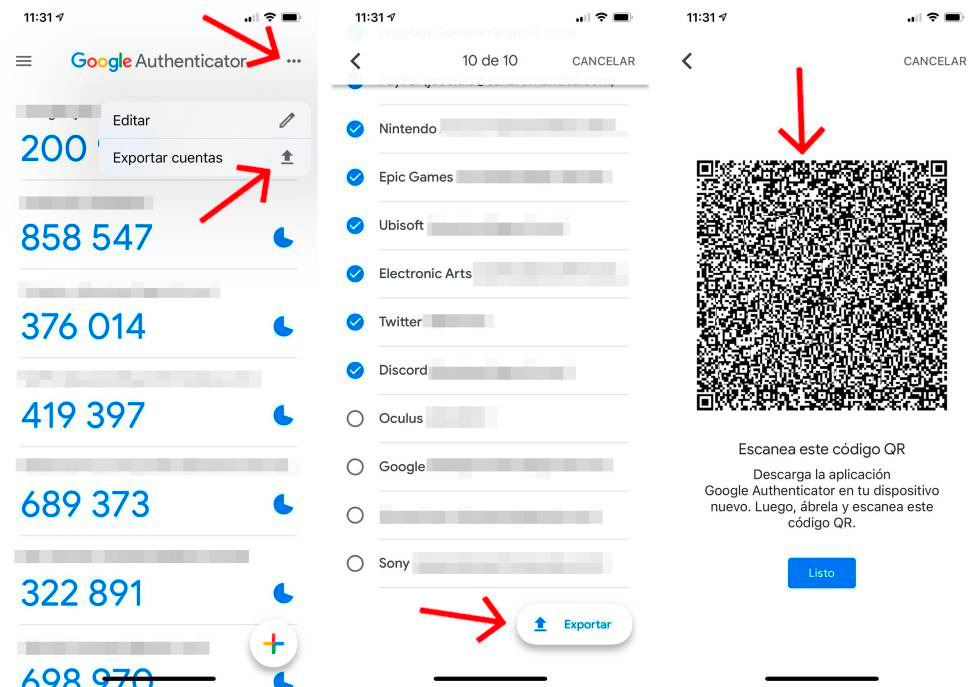 11:31
Google Authenticator
Editar
Exportar cuentas
200
858 547
376 014
419 397
689 373
322 891
698 970
11:31
Dropbox
10 de 10
CANCELAR
Nintendo
Epic Games
Ubisoft
Electronic Arts
Twitter
Discord
Oculus
Google
Sony
Exportar
11:31
CANCELAR
Escanea este código QR
Descarga la aplicación
Google Authenticator en tu dispositivo
nuevo. Luego, ábrela y escanea este
código QR.
Listo